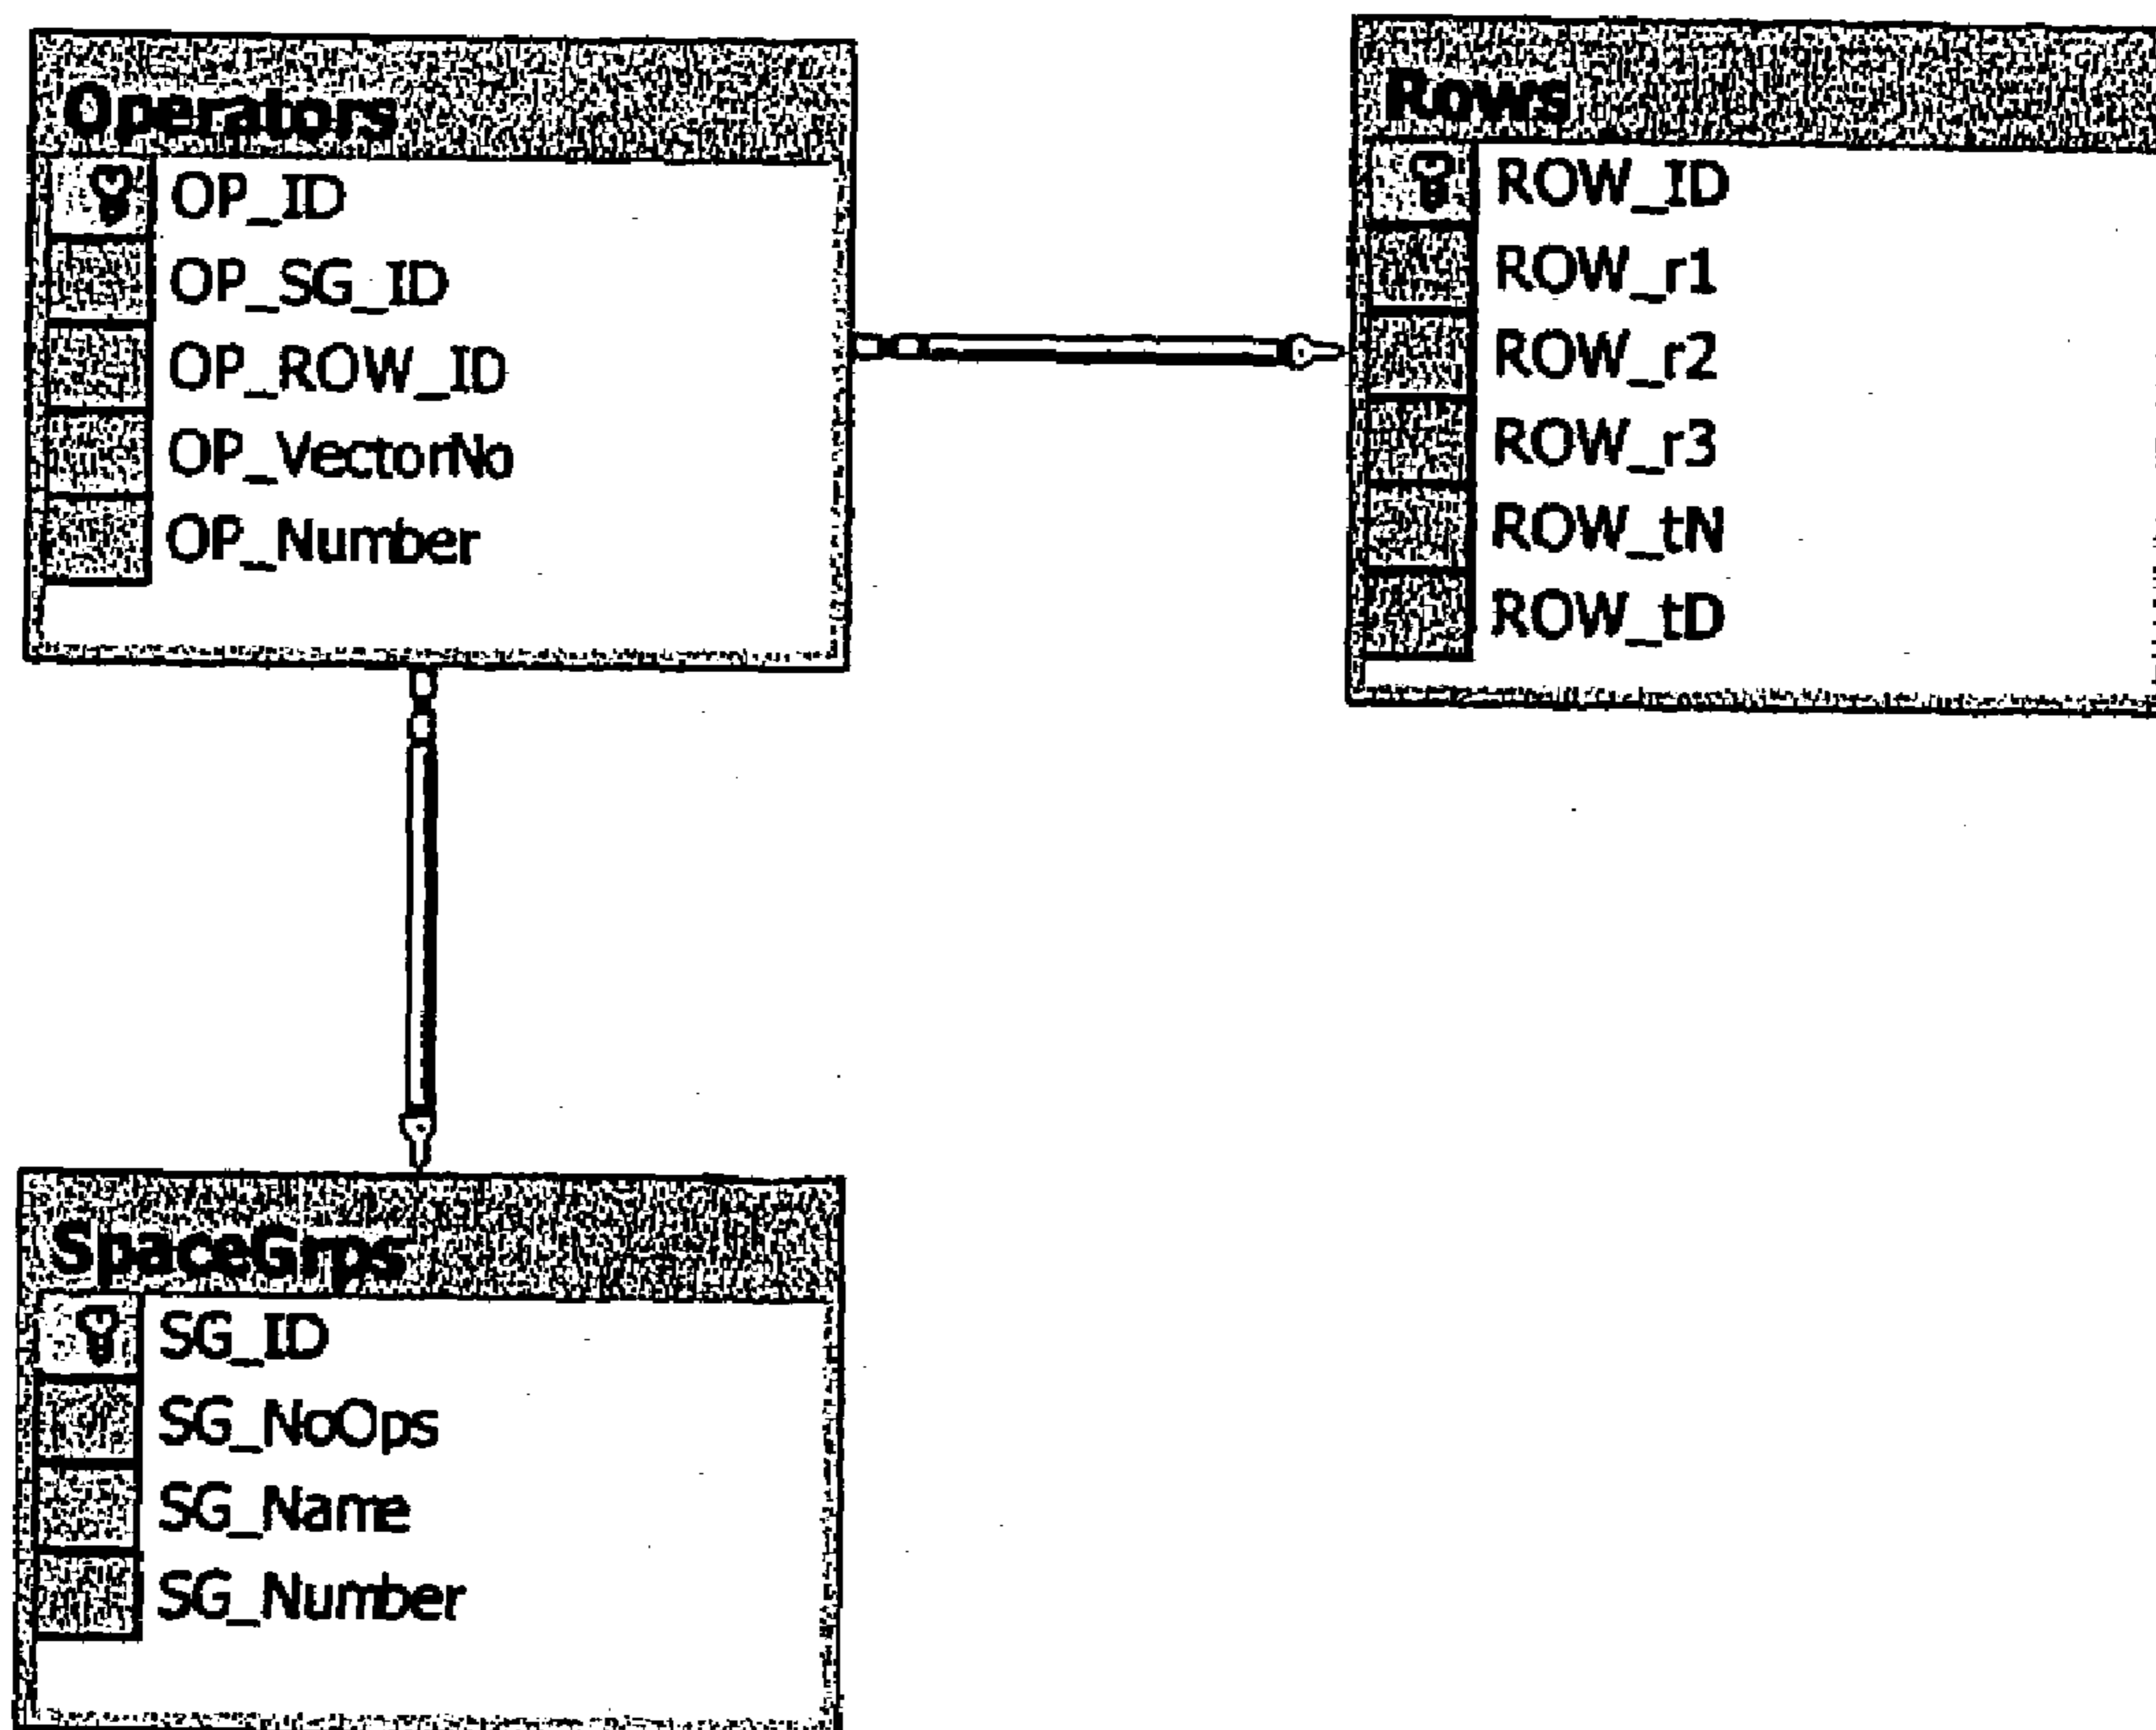 Operators
OP_ID
OP_SG_ID
OP_ROW_ID
OP_VectorNo
OP_Number
Rows
ROW_ID
ROW_r1
ROW_r2
ROW_r3
ROW_tN
ROW_tD
SpaceGrps
SG_ID
SG_NoOps
SG_Name
SG_Number